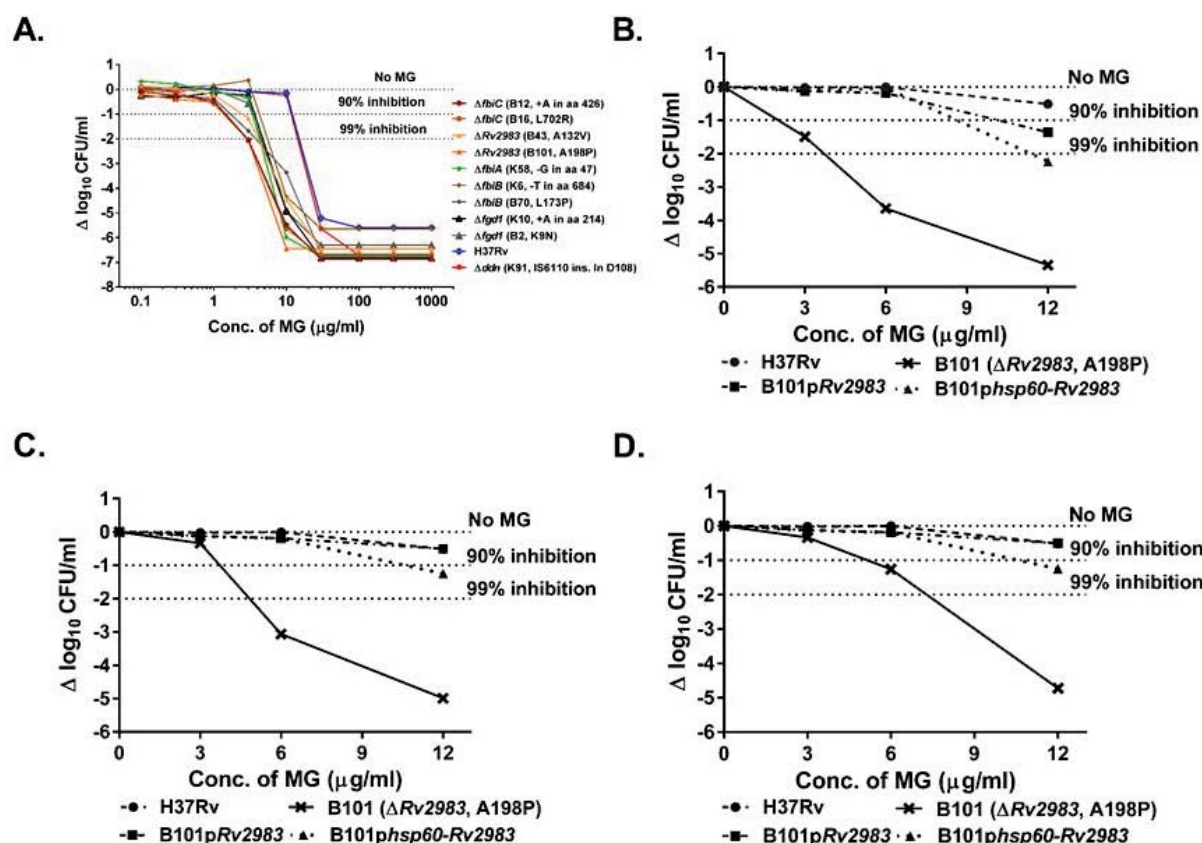 A.
1
0
-1
-2
-3
-4
-5
-6
-7
-8
Δ log10 CFU/ml
0.1 1 10 100 1000
Conc. of MG (μg/ml)
No MG
90% inhibition
99% inhibition
ΔfbiC (B12, +A in aa 426)
ΔfbiC (B16, L702R)
ΔRv2983 (B43, A132V)
ΔRv2983 (B101, A198P)
ΔfbiA (K58, -G in aa 47)
ΔfbiB (K6, -T in aa 684)
ΔfbiB (B70, L173P)
Δfgd1 (K10, +A in aa 214)
Δfgd1 (B2, K9N)
H37Rv
Δddn (K91, IS6110 ins. In D108)
B.
1
0
-1
-2
-3
-4
-5
-6
Δ log10 CFU/ml
No MG
90% inhibition
99% inhibition
0 3 6 9 12
Conc. of MG (μg/ml)
H37Rv B101 (ΔRv2983, A198P)
B101pRv2983 B101phsp60-Rv2983
C.
1
0
-1
-2
-3
-4
-5
-6
Δ log10 CFU/ml
No MG
90% inhibition
99% inhibition
0 3 6 9 12
Conc. of MG (μg/ml)
H37Rv B101 (ΔRv2983, A198P)
B101pRv2983 B101phsp60-Rv2983
D.
1
0
-1
-2
-3
-4
-5
-6
Δ log10 CFU/ml
No MG
90% inhibition
99% inhibition
0 3 6 9 12
Conc. of MG (μg/ml)
H37Rv B101 (ΔRv2983, A198P)
B101pRv2983 B101phsp60-Rv2983